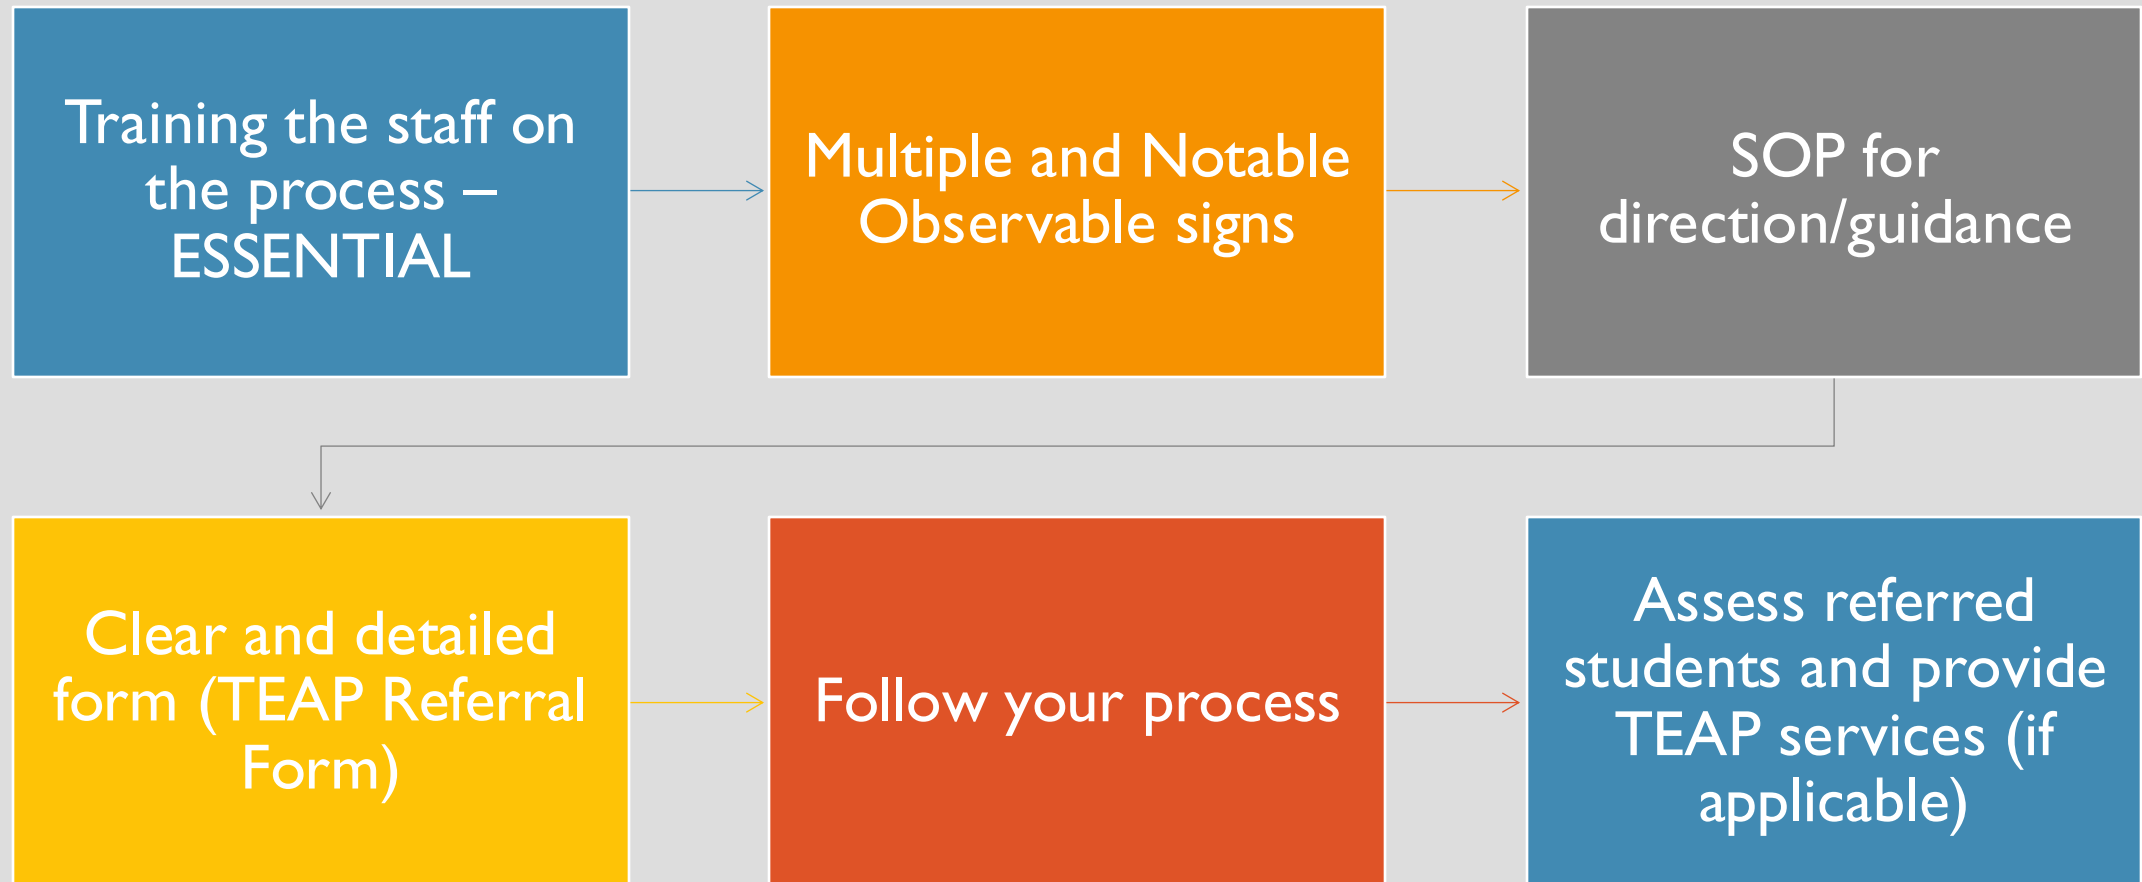 Training the staff on
the process –
ESSENTIAL
Multiple and Notable
Observable signs
SOP for
direction/guidance
Clear and detailed
form (TEAP Referral
Form)
Follow your process
Assess referred
students and provide
TEAP services (if
applicable)